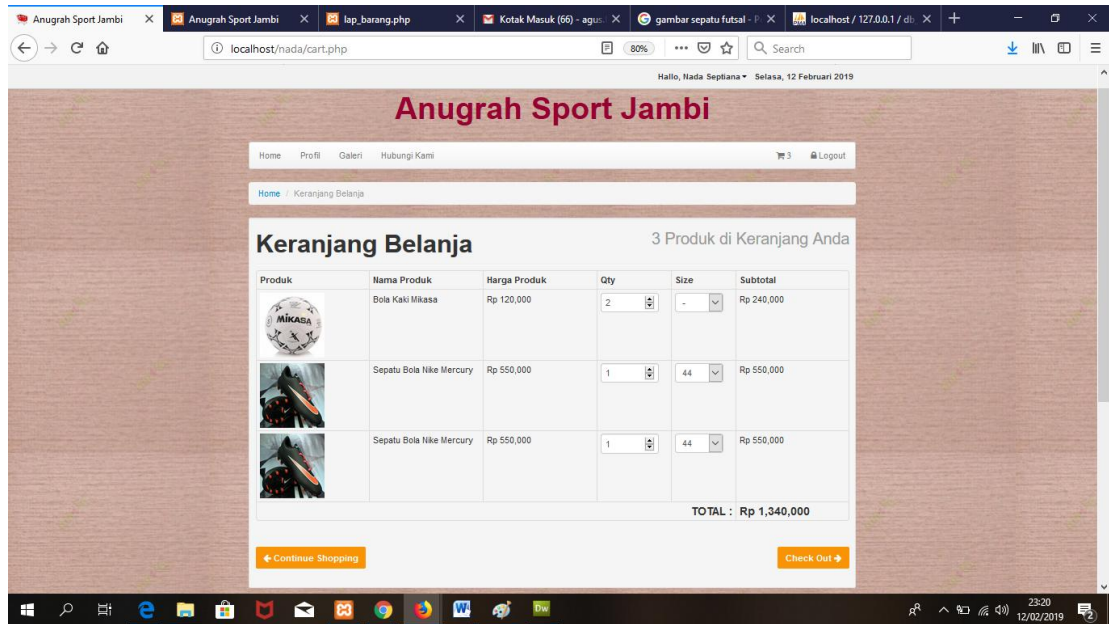 Anugrah Sport Jambi
Anugrah Sport Jambi
lap_barang.php
Kotak Masuk (66) - agus.
gambar sepatu futsal - P
localhost / 127.0.0.1 / db
localhost/nada/cart.php
80%
Search
Hallo, Nada Septiana Selasa, 12 Februari 2019
Anugrah Sport Jambi
Home Profil Galeri Hubungi Kami 3 Logout
Home / Keranjang Belanja
Keranjang Belanja
3 Produk di Keranjang Anda
Produk Nama Produk Harga Produk Qty Size Subtotal
MIKASA
Bola Kaki Mikasa Rp 120,000 2 - Rp 240,000
Sepatu Bola Nike Mercury Rp 550,000 1 44 Rp 550,000
Sepatu Bola Nike Mercury Rp 550,000 1 44 Rp 550,000
TOTAL : Rp 1,340,000
Continue Shopping
Check Out
Dw
23:20
12/02/2019
2